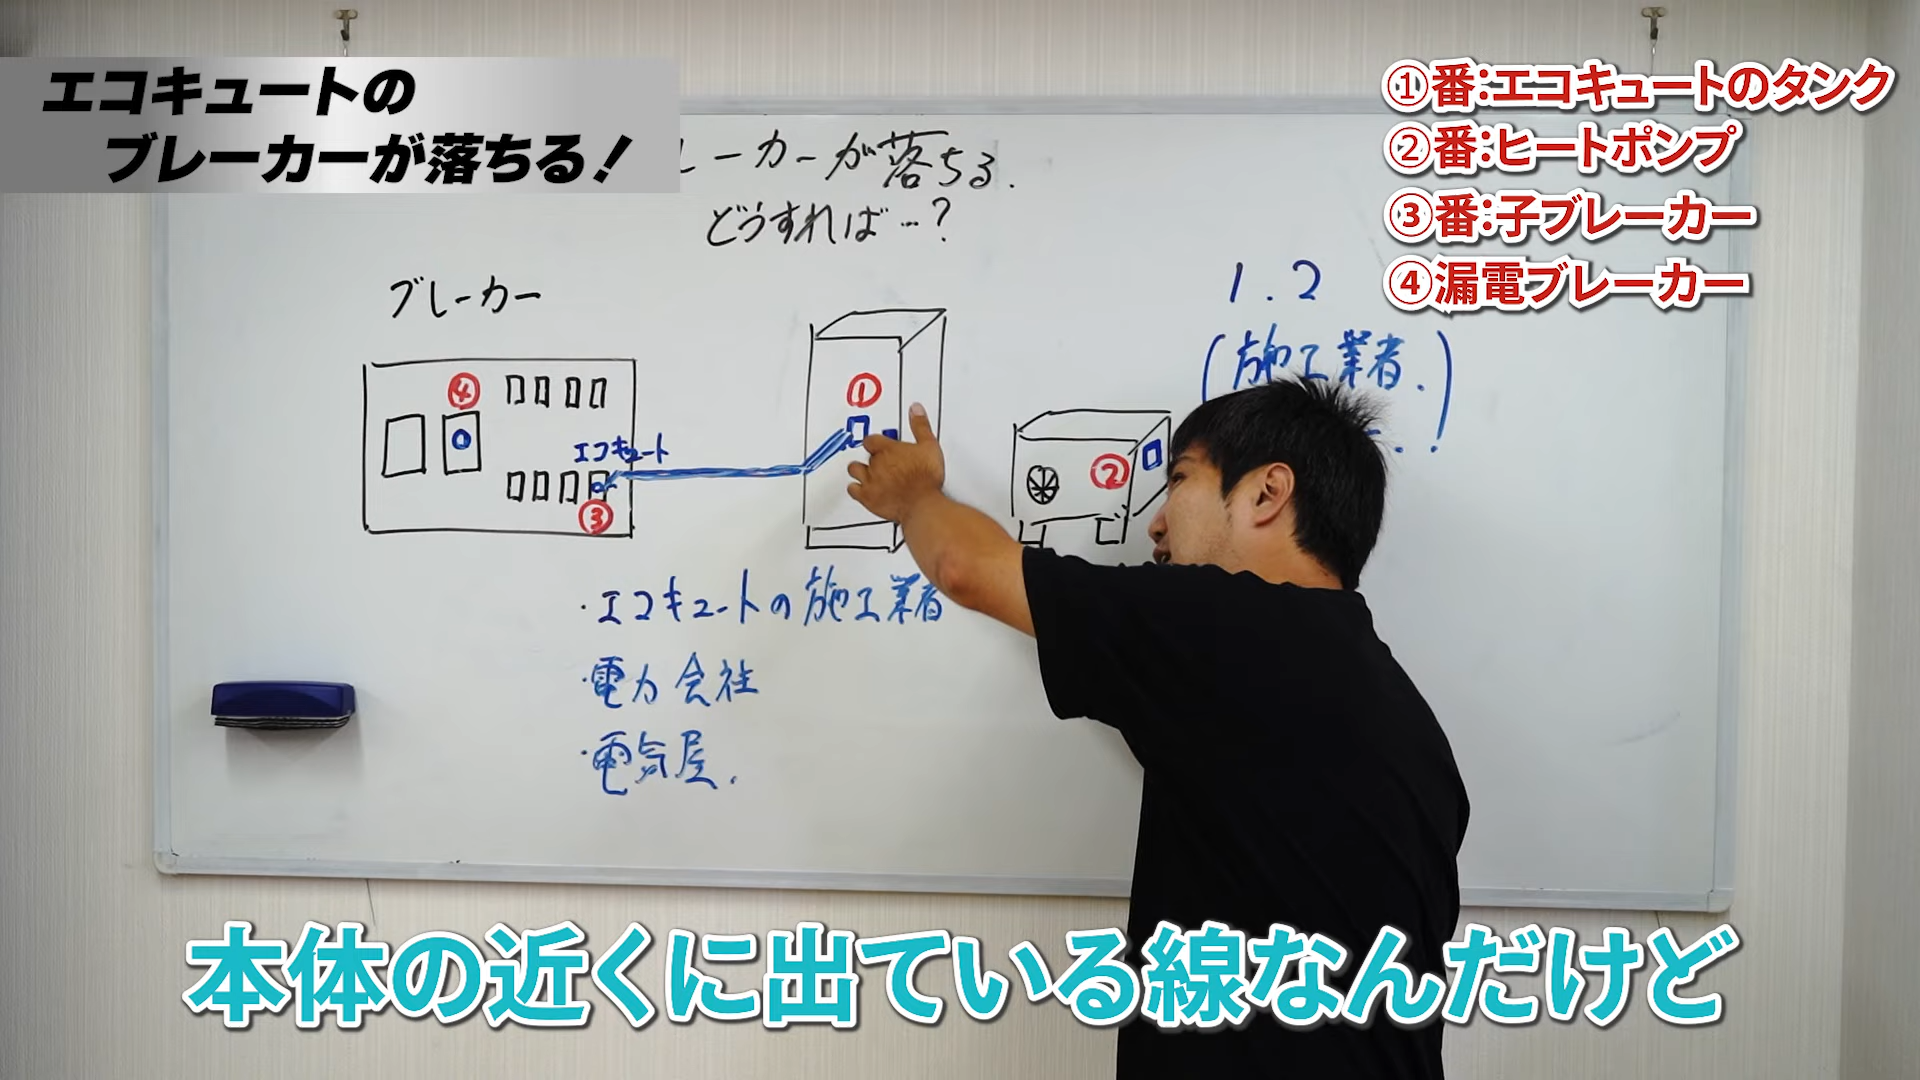 エコキュートの
ブレーカーが落ちる!
①番:エコキュートのタンク
②番:ヒートポンプ
③番:子ブレーカー
④漏電ブレーカー
レーカーが落ちる.
どうすれば…?
ブレーカー
1.2
(施工業者.)
④
エコキュート
③
①
②
・エコキュートの施工業者
・電力会社
・電気屋.
本体の近くに出ている線なんだけど